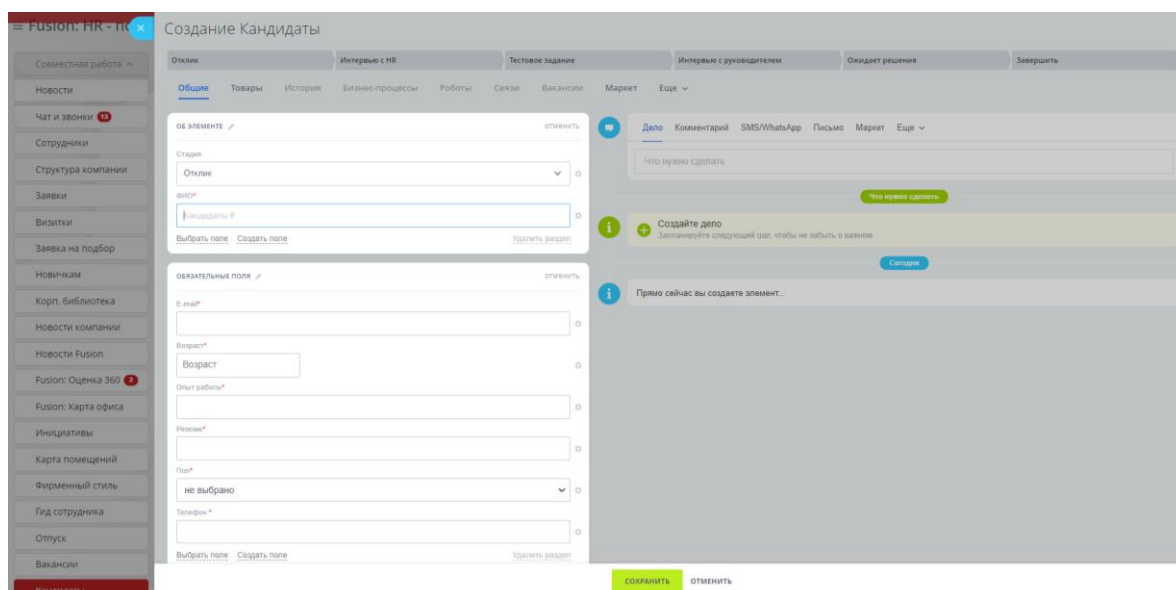 Fusion: HR - по
Создание Кандидаты
Совместная работа
Новости
Чат и звонки 13
Сотрудники
Структура компании
Заявки
Визитки
Заявка на подбор
Новичкам
Корп. библиотека
Новости компании
Новости Fusion
Fusion: Оценка 360 2
Fusion: Карта офиса
Инициативы
Карта помещений
Фирменный стиль
Гид сотрудника
Отпуск
Вакансии
Кандидаты
Отклик Интервью с HR Тестовое задание Интервью с руководителем Ожидает решения Завершить
Общие Товары История Бизнес-процессы Роботы Связи Вакансии Маркет Еще
ОБ ЭЛЕМЕНТЕ отменить
Стадия
Отклик
ФИО*
Кандидаты #
Выбрать поле Создать поле Удалить раздел
ОБЯЗАТЕЛЬНЫЕ ПОЛЯ отменить
E-mail*
Возраст*
Возраст
Опыт работы*
Резюме*
Пол*
не выбрано
Телефон *
Выбрать поле Создать поле Удалить раздел
Дело Комментарий SMS/WhatsApp Письмо Маркет Еще
Что нужно сделать
Что нужно сделать
Создайте дело
Запланируйте следующий шаг, чтобы не забыть о важном
Сегодня
Прямо сейчас вы создаете элемент...
СОХРАНИТЬ ОТМЕНИТЬ